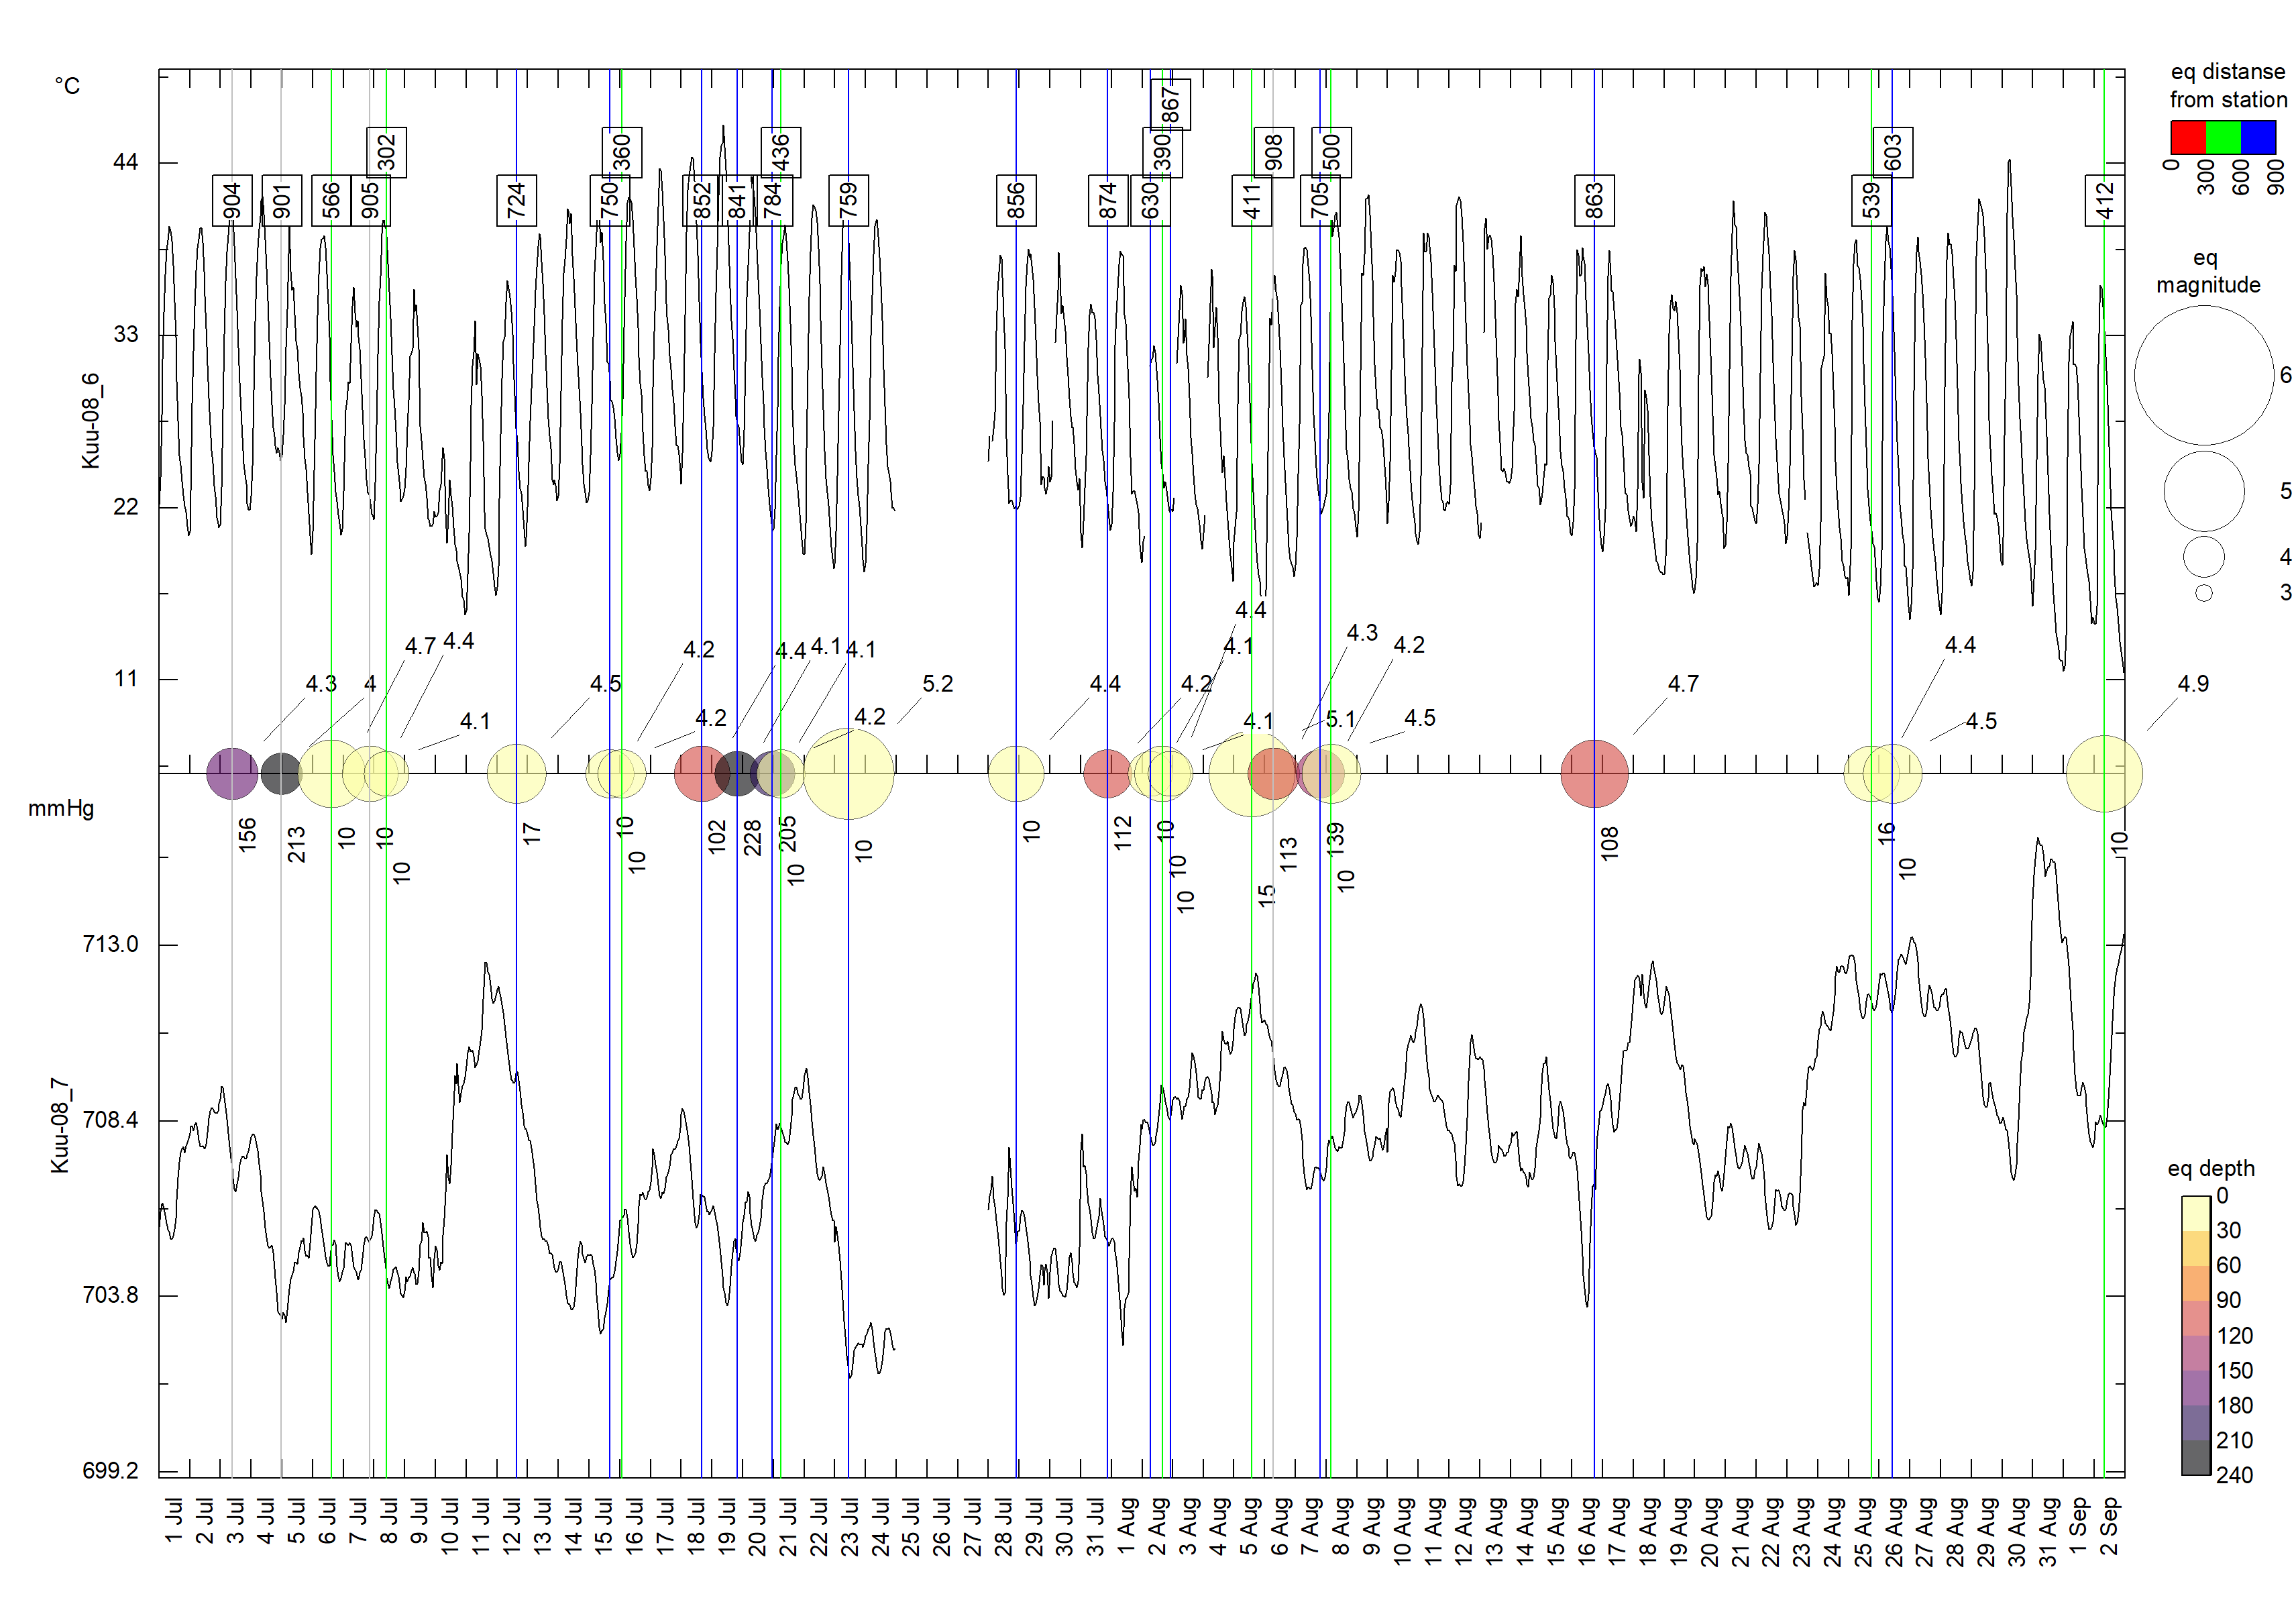 °C
eq distanse
from station
0
300
600
900
867
302
360
436
390
908
500
603
904
901
566
905
724
750
852
841
784
759
856
874
630
411
705
863
539
412
44
33
22
11
Kuu-08_6
eq
magnitude
6
5
4
3
4.3
4
4.7
4.4
4.1
4.5
4.2
4.2
4.4
4.1
4.1
4.2
5.2
4.4
4.2
4.4
4.1
4.1
4.3
5.1
4.2
4.5
4.7
4.4
4.5
4.9
mmHg
156
213
10
10
10
17
10
10
102
228
205
10
10
10
112
10
10
10
15
113
139
10
108
16
10
10
713.0
708.4
703.8
699.2
Kuu-08_7
eq depth
0
30
60
90
120
150
180
210
240
1 Jul
2 Jul
3 Jul
4 Jul
5 Jul
6 Jul
7 Jul
8 Jul
9 Jul
10 Jul
11 Jul
12 Jul
13 Jul
14 Jul
15 Jul
16 Jul
17 Jul
18 Jul
19 Jul
20 Jul
21 Jul
22 Jul
23 Jul
24 Jul
25 Jul
26 Jul
27 Jul
28 Jul
29 Jul
30 Jul
31 Jul
1 Aug
2 Aug
3 Aug
4 Aug
5 Aug
6 Aug
7 Aug
8 Aug
9 Aug
10 Aug
11 Aug
12 Aug
13 Aug
14 Aug
15 Aug
16 Aug
17 Aug
18 Aug
19 Aug
20 Aug
21 Aug
22 Aug
23 Aug
24 Aug
25 Aug
26 Aug
27 Aug
28 Aug
29 Aug
30 Aug
31 Aug
1 Sep
2 Sep